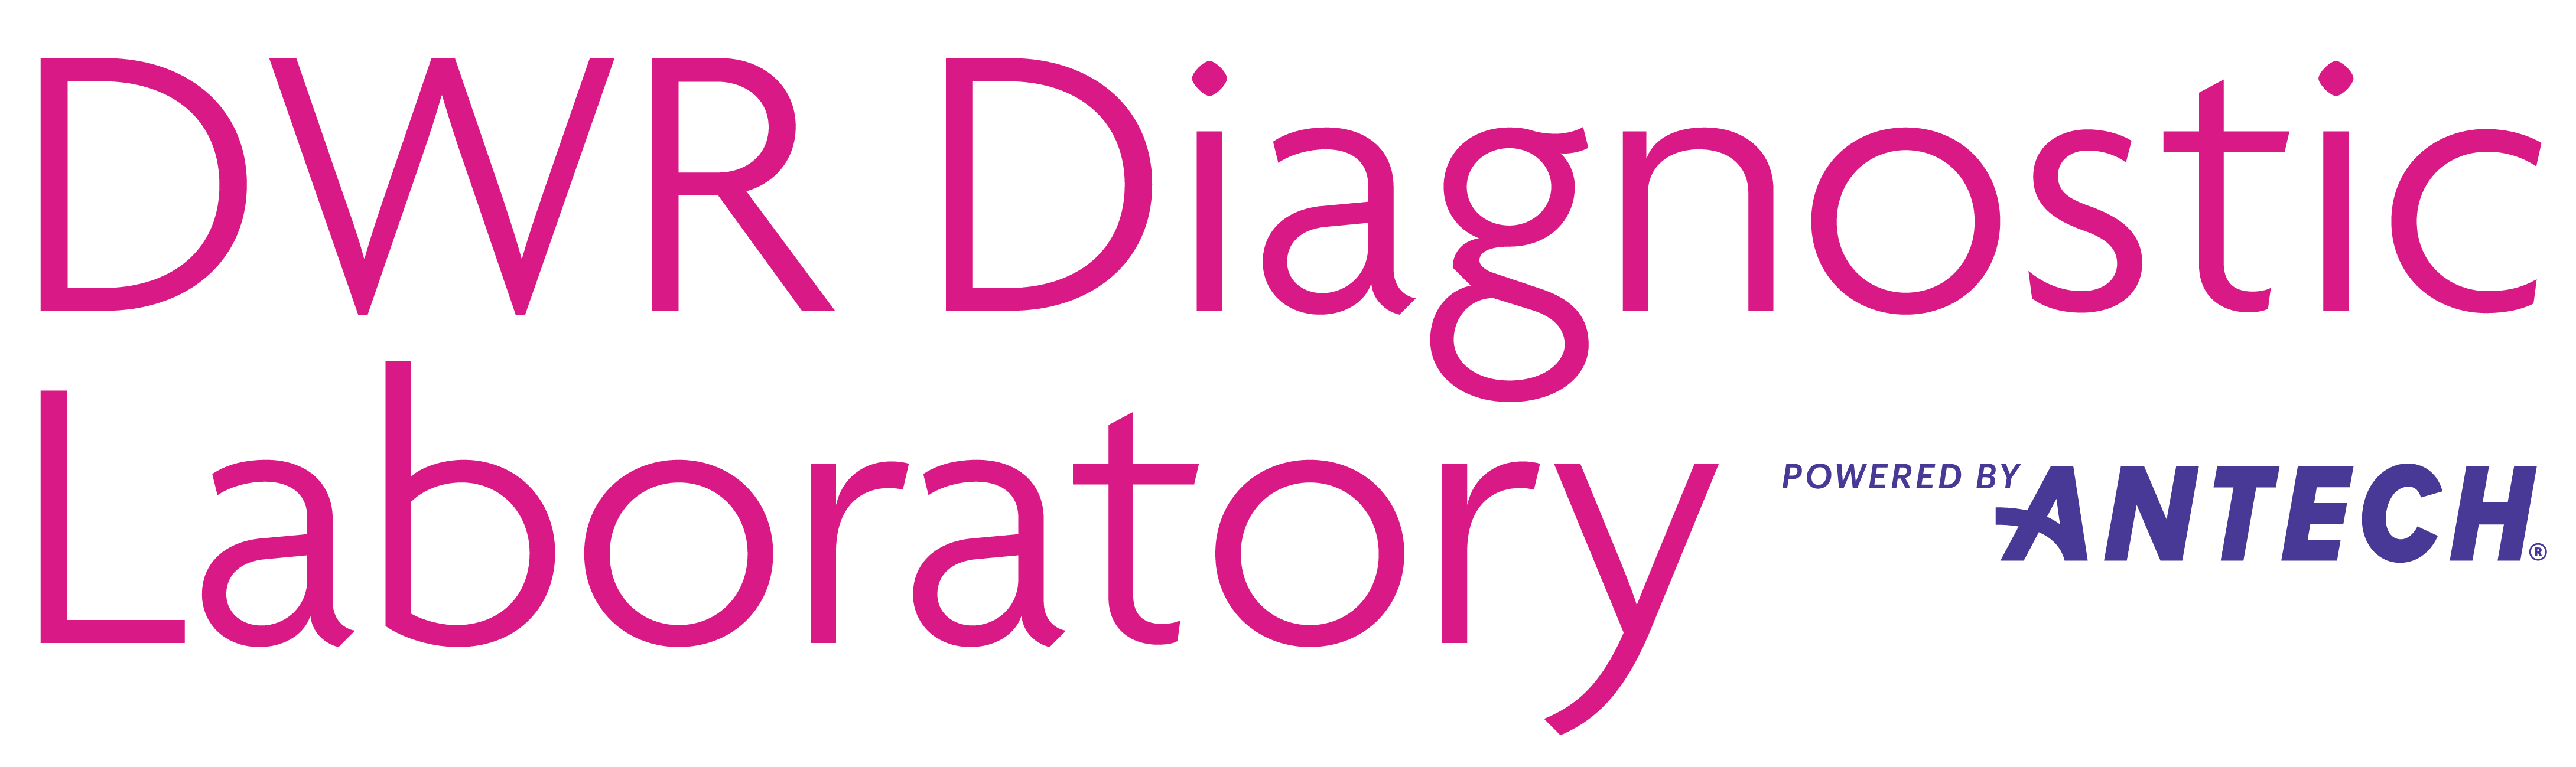 DWR Diagnostic
Laboratory
POWERED BY ANTECH®